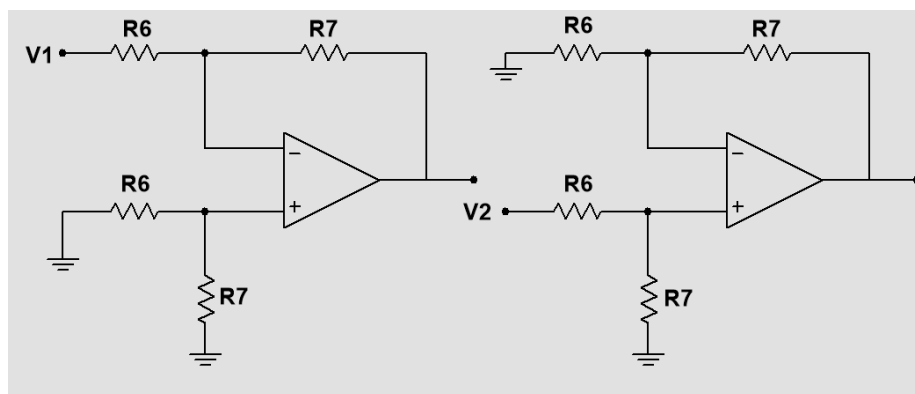 R6 R7 R6 R7
V1
− −
R6 R6
+ V2 +
R7 R7